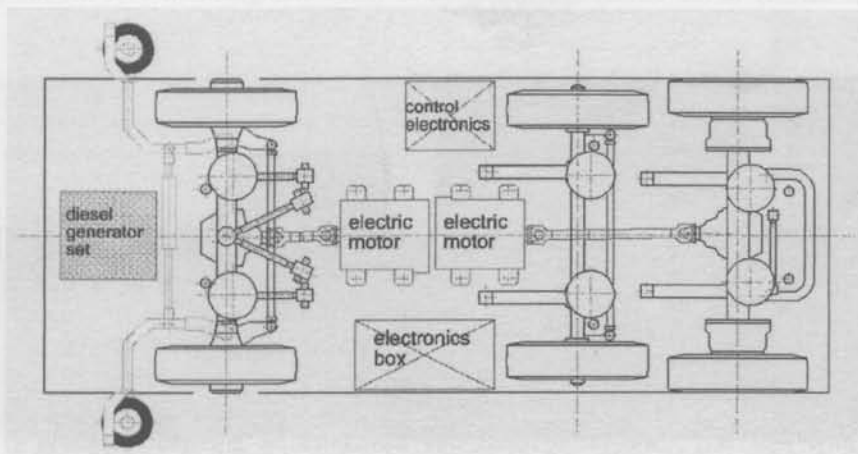 control
electronics
diesel
generator
set
electric
motor
electric
motor
electronics
box